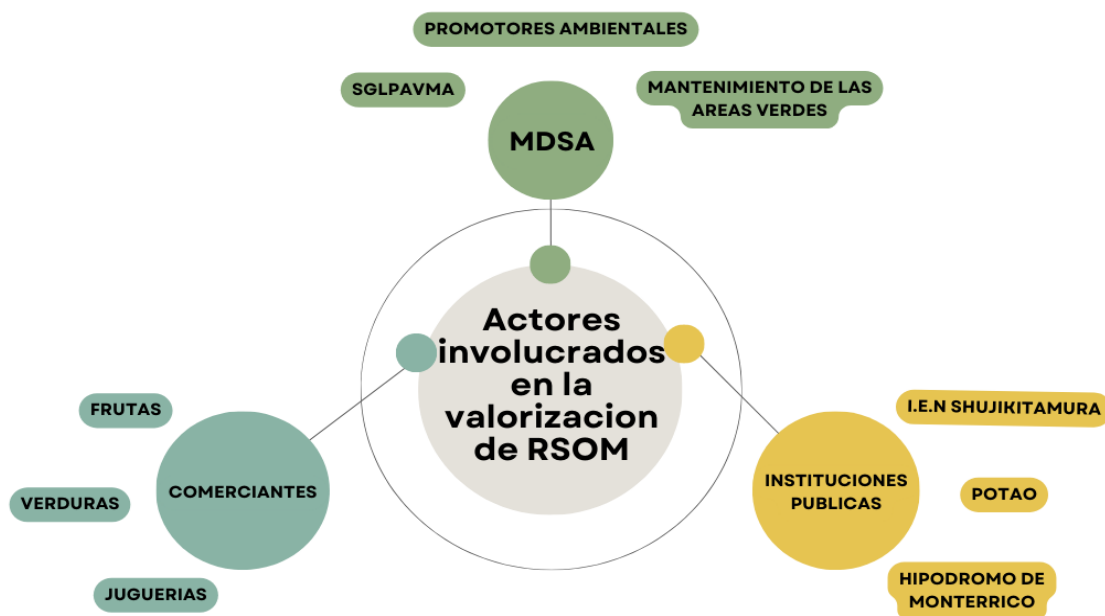 PROMOTORES AMBIENTALES
SGLPAVMA
MANTENIMIENTO DE LAS
AREAS VERDES
MDSA
Actores
involucrados
en la
valorizacion
de RSOM
FRUTAS
VERDURAS
JUGUERIAS
COMERCIANTES
INSTITUCIONES
PUBLICAS
I.E.N SHUJIKITAMURA
POTAO
HIPODROMO DE
MONTERRICO